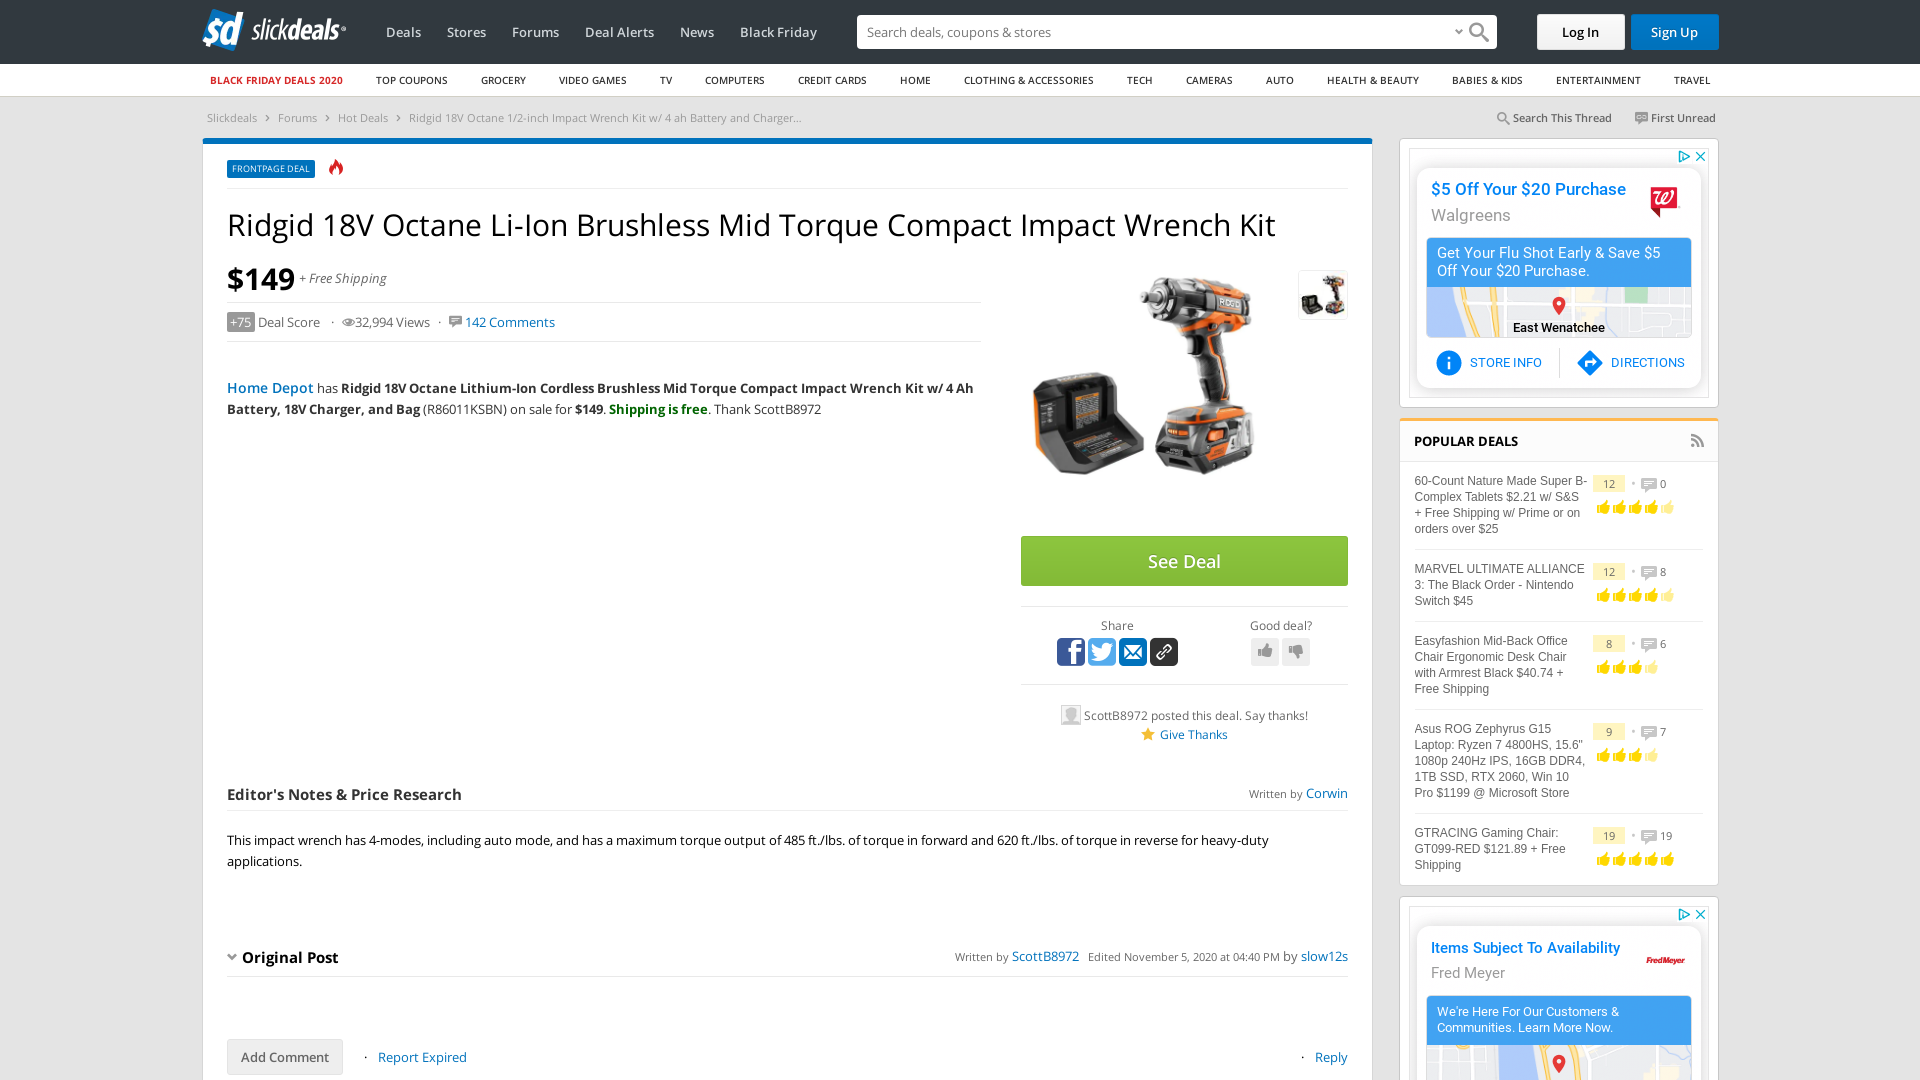 slickdeals
Deals
Stores
Forums
Deal Alerts
News
Black Friday
Search deals, coupons & stores
Log In
Sign Up
BLACK FRIDAY DEALS 2020
TOP COUPONS
GROCERY
VIDEO GAMES
TV
COMPUTERS
CREDIT CARDS
HOME
CLOTHING & ACCESSORIES
TECH
CAMERAS
AUTO
HEALTH & BEAUTY
BABIES & KIDS
ENTERTAINMENT
TRAVEL
Slickdeals > Forums > Hot Deals > Ridgid 18V Octane 1/2-inch Impact Wrench Kit w/ 4 ah Battery and Charger...
Search This Thread
First Unread
FRONTPAGE DEAL
Ridgid 18V Octane Li-Ion Brushless Mid Torque Compact Impact Wrench Kit
$149 + Free Shipping
+75 Deal Score · 32,994 Views · 142 Comments
Home Depot has Ridgid 18V Octane Lithium-Ion Cordless Brushless Mid Torque Compact Impact Wrench Kit w/ 4 Ah
Battery, 18V Charger, and Bag (R86011KSBN) on sale for $149. Shipping is free. Thank ScottB8972
RIDGID
See Deal
Share
Good deal?
ScottB8972 posted this deal. Say thanks!
Give Thanks
Editor's Notes & Price Research
Written by Corwin
This impact wrench has 4-modes, including auto mode, and has a maximum torque output of 485 ft./lbs. of torque in forward and 620 ft./lbs. of torque in reverse for heavy-duty
applications.
Original Post
Written by ScottB8972 Edited November 5, 2020 at 04:40 PM by slow12s
Add Comment
· Report Expired
· Reply
$5 Off Your $20 Purchase
Walgreens
Get Your Flu Shot Early & Save $5
Off Your $20 Purchase.
East Wenatchee
STORE INFO
DIRECTIONS
POPULAR DEALS
60-Count Nature Made Super B-
Complex Tablets $2.21 w/ S&S
+ Free Shipping w/ Prime or on
orders over $25
12 • 0
MARVEL ULTIMATE ALLIANCE
3: The Black Order - Nintendo
Switch $45
12 • 8
Easyfashion Mid-Back Office
Chair Ergonomic Desk Chair
with Armrest Black $40.74 +
Free Shipping
8 • 6
Asus ROG Zephyrus G15
Laptop: Ryzen 7 4800HS, 15.6"
1080p 240Hz IPS, 16GB DDR4,
1TB SSD, RTX 2060, Win 10
Pro $1199 @ Microsoft Store
9 • 7
GTRACING Gaming Chair:
GT099-RED $121.89 + Free
Shipping
19 • 19
Items Subject To Availability
Fred Meyer
Fred Meyer
We're Here For Our Customers &
Communities. Learn More Now.